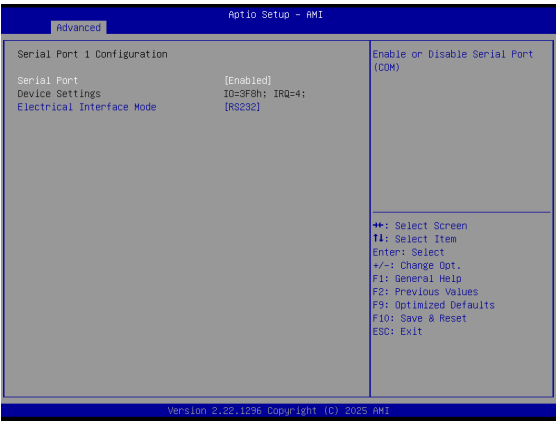 Aptio Setup - AMI
Advanced
Serial Port 1 Configuration
Serial Port [Enabled]
Device Settings IO=3F8h; IRQ=4;
Electrical Interface Mode [RS232]
Enable or Disable Serial Port
(COM)
→←: Select Screen
↑↓: Select Item
Enter: Select
+/-: Change Opt.
F1: General Help
F2: Previous Values
F9: Optimized Defaults
F10: Save & Reset
ESC: Exit
Version 2.22.1296 Copyright (C) 2025 AMI